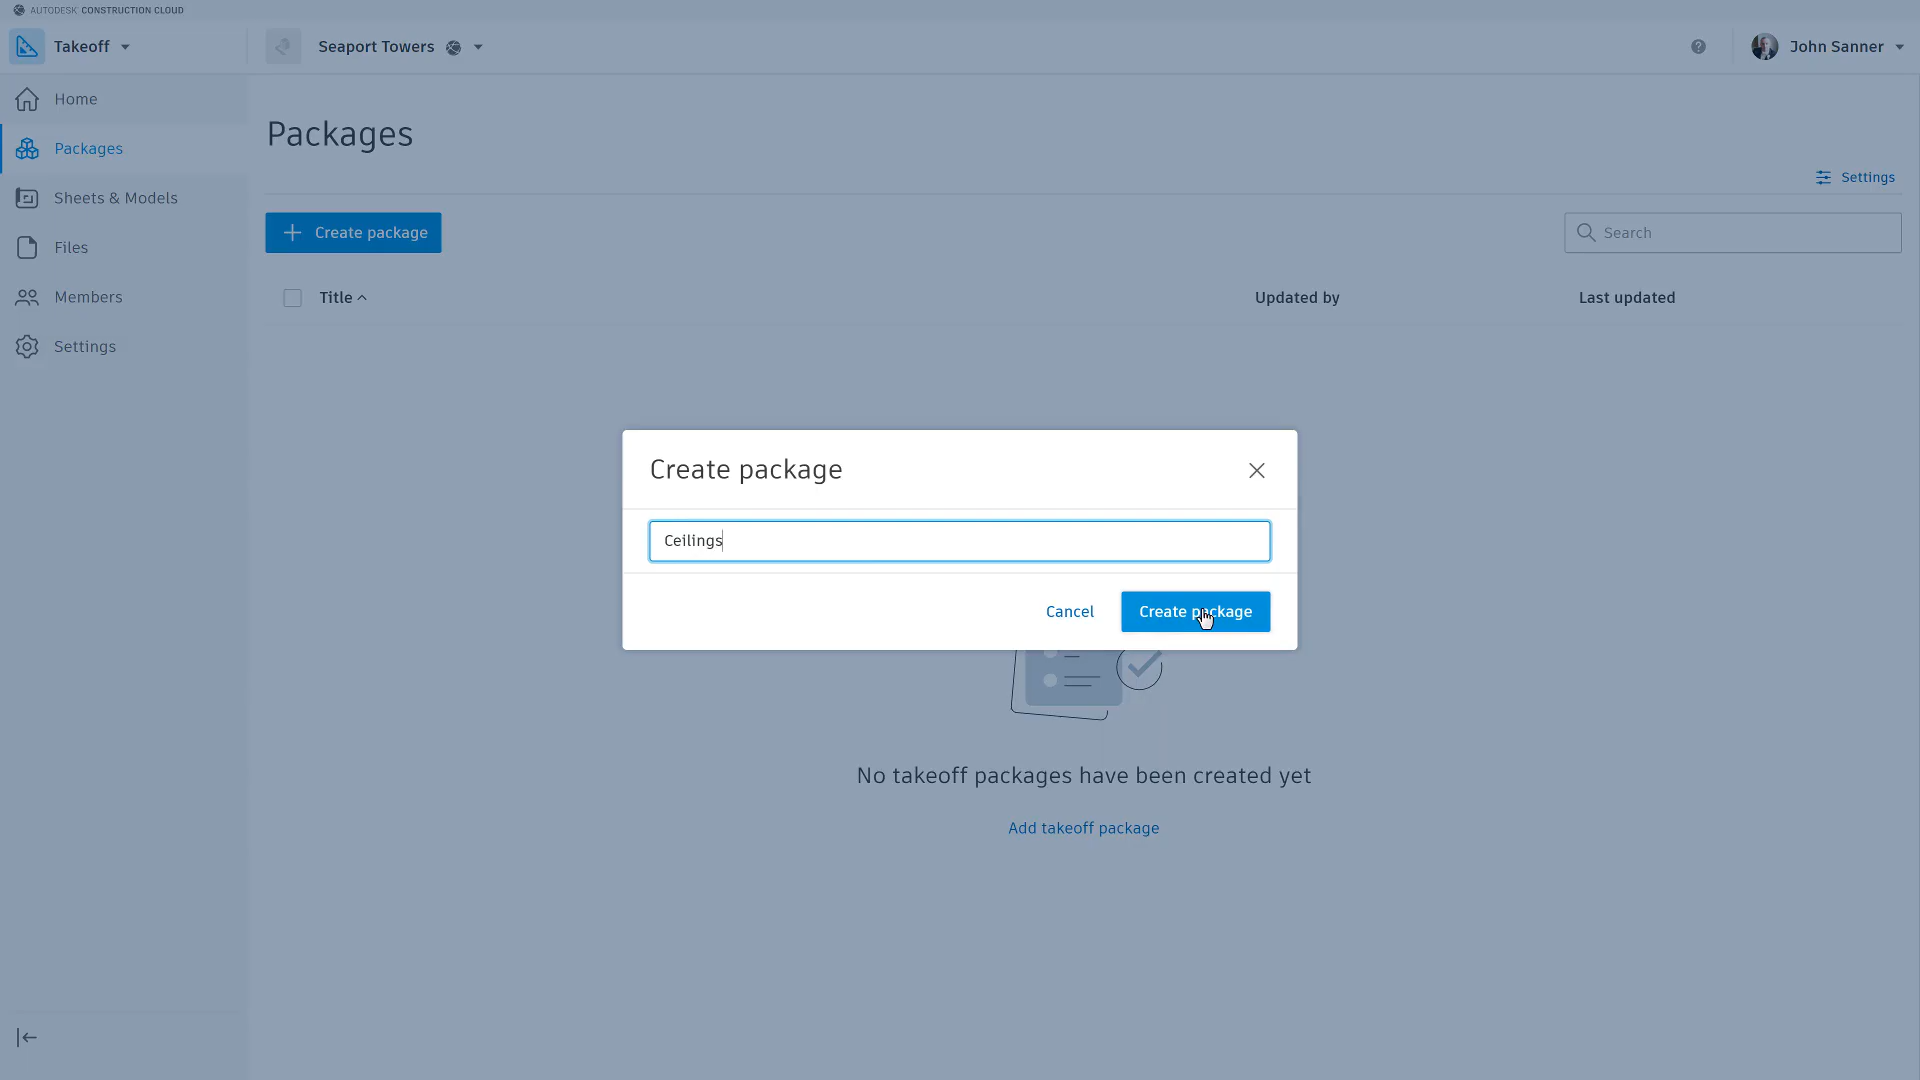 AUTODESK CONSTRUCTION CLOUD
Takeoff
Seaport Towers
John Sanner
Home
Packages
Sheets & Models
Files
Members
Settings
Packages
Settings
Create package
Search
Title
Updated by
Last updated
Create package
Ceilings
Cancel
Create package
No takeoff packages have been created yet
Add takeoff package